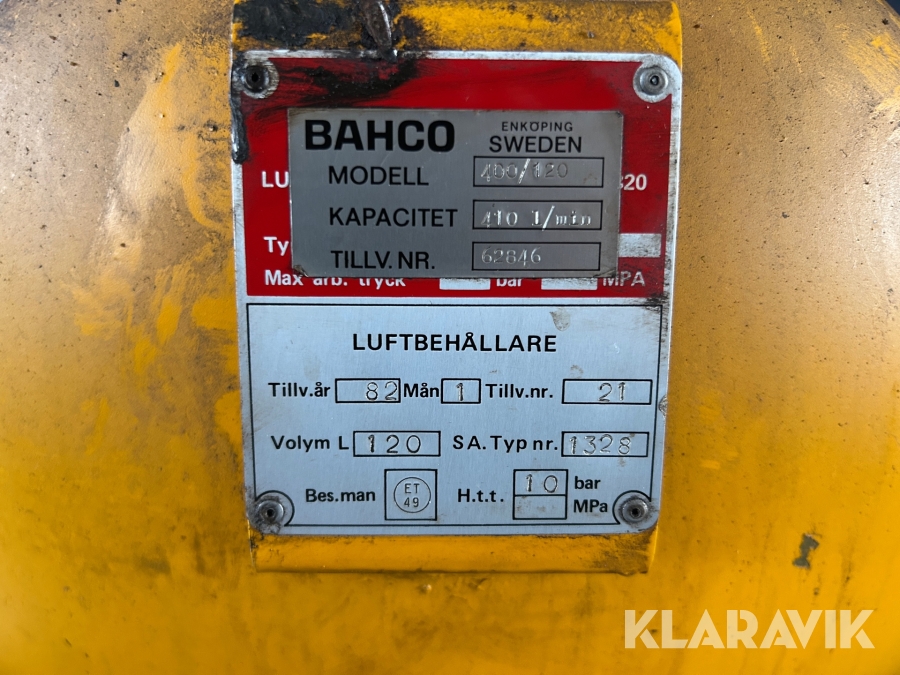 BAHCO ENKÖPING
SWEDEN
MODELL 400/120
LU 320
KAPACITET 410 l/min
Ty
TILLV. NR. 62846
Max arb. tryck bar MPA
LUFTBEHÅLLARE
Tillv.år 82 Mån 1 Tillv.nr. 21
Volym L 120 S.A. Typ nr. 1328
Bes.man ET 49 H.t.t. 10 bar
MPa
KLARAVIK